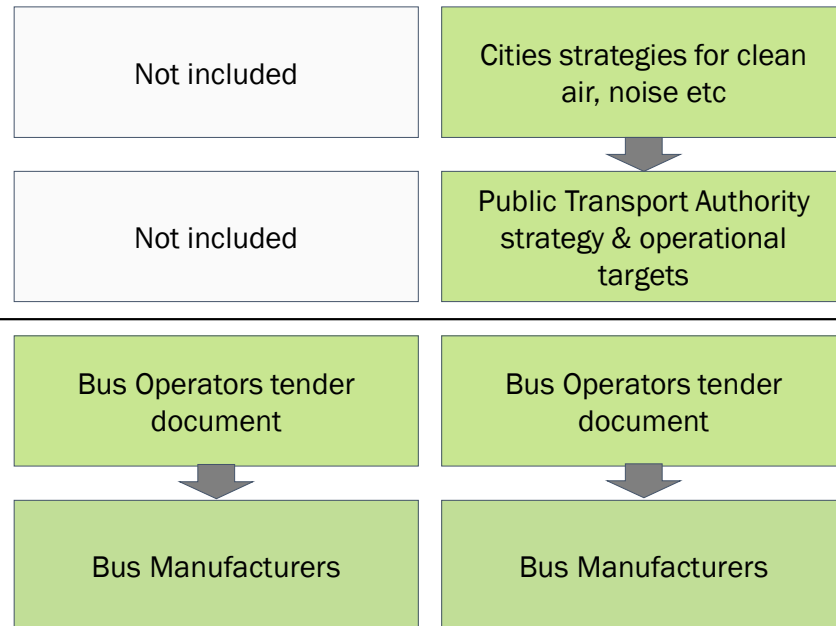 Not included
Cities strategies for clean
air, noise etc
Not included
Public Transport Authority
strategy & operational
targets
Bus Operators tender
document
Bus Operators tender
document
Bus Manufacturers
Bus Manufacturers